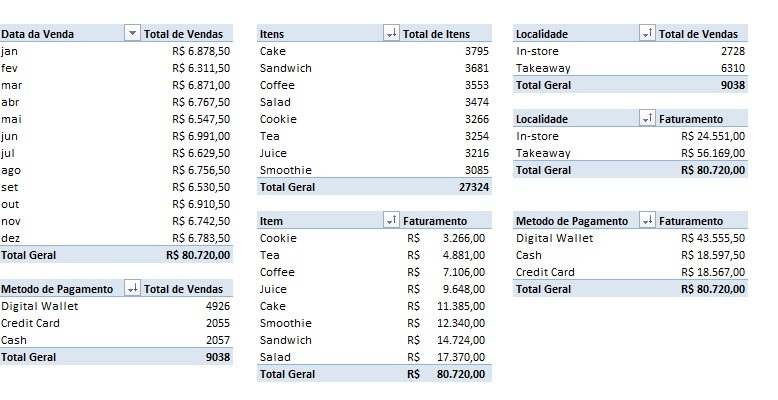 Data da Venda Total de Vendas
jan R$ 6.878,50
fev R$ 6.311,50
mar R$ 6.871,00
abr R$ 6.767,50
mai R$ 6.547,50
jun R$ 6.991,00
jul R$ 6.629,50
ago R$ 6.756,50
set R$ 6.530,50
out R$ 6.910,50
nov R$ 6.742,50
dez R$ 6.783,50
Total Geral R$ 80.720,00
Metodo de Pagamento Total de Vendas
Digital Wallet 4926
Credit Card 2055
Cash 2057
Total Geral 9038
Itens Total de Itens
Cake 3795
Sandwich 3681
Coffee 3553
Salad 3474
Cookie 3266
Tea 3254
Juice 3216
Smoothie 3085
Total Geral 27324
Item Faturamento
Cookie R$ 3.266,00
Tea R$ 4.881,00
Coffee R$ 7.106,00
Juice R$ 9.648,00
Cake R$ 11.385,00
Smoothie R$ 12.340,00
Sandwich R$ 14.724,00
Salad R$ 17.370,00
Total Geral R$ 80.720,00
Localidade Total de Vendas
In-store 2728
Takeaway 6310
Total Geral 9038
Localidade Faturamento
In-store R$ 24.551,00
Takeaway R$ 56.169,00
Total Geral R$ 80.720,00
Metodo de Pagamento Faturamento
Digital Wallet R$ 43.555,50
Cash R$ 18.597,50
Credit Card R$ 18.567,00
Total Geral R$ 80.720,00